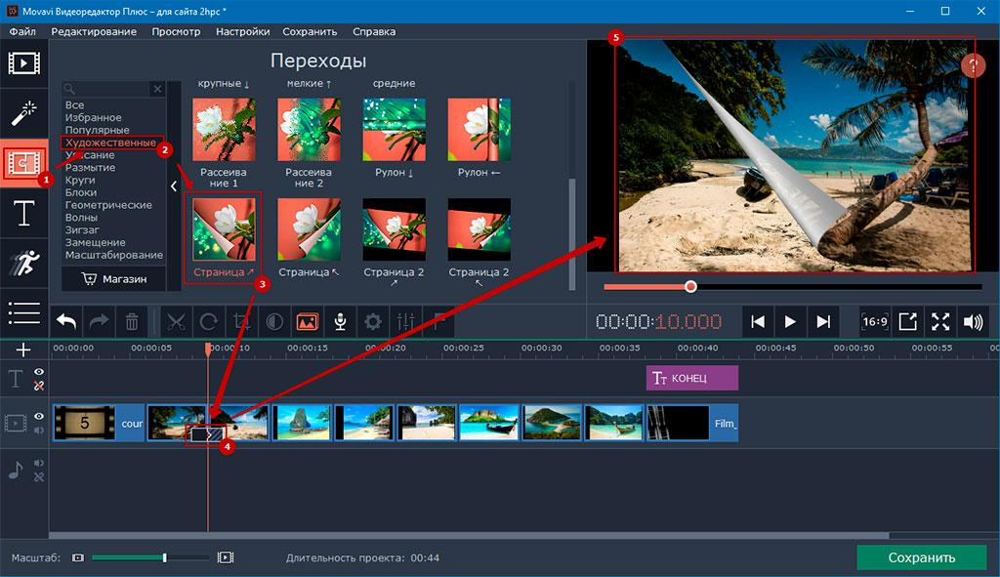 Movavi Видеоредактор Плюс – для сайта 2hpc *
Файл Редактирование Просмотр Настройки Сохранить Справка
Переходы
Все
Избранное
Популярные
Художественные
Размытие
Круги
Блоки
Геометрические
Волны
Зигзаг
Замещение
Масштабирование
Магазин
крупные ↓ мелкие ↑ средние
Рассеива
ние 1
Рассеива
ние 2
Рулон ↓
Рулон ←
Страница ↗
Страница ↖
Страница 2
↗
Страница 2
↖
1
2
3
4
5
?
00:00:10.000
16:9
00:00:00 00:00:05 00:00:10 00:00:15 00:00:20 00:00:25 00:00:30 00:00:35 00:00:40 00:00:45 00:00:50 00:00:55 00
T Tт КОНЕЦ
5 cour Film_
Масштаб: Длительность проекта: 00:44
Сохранить